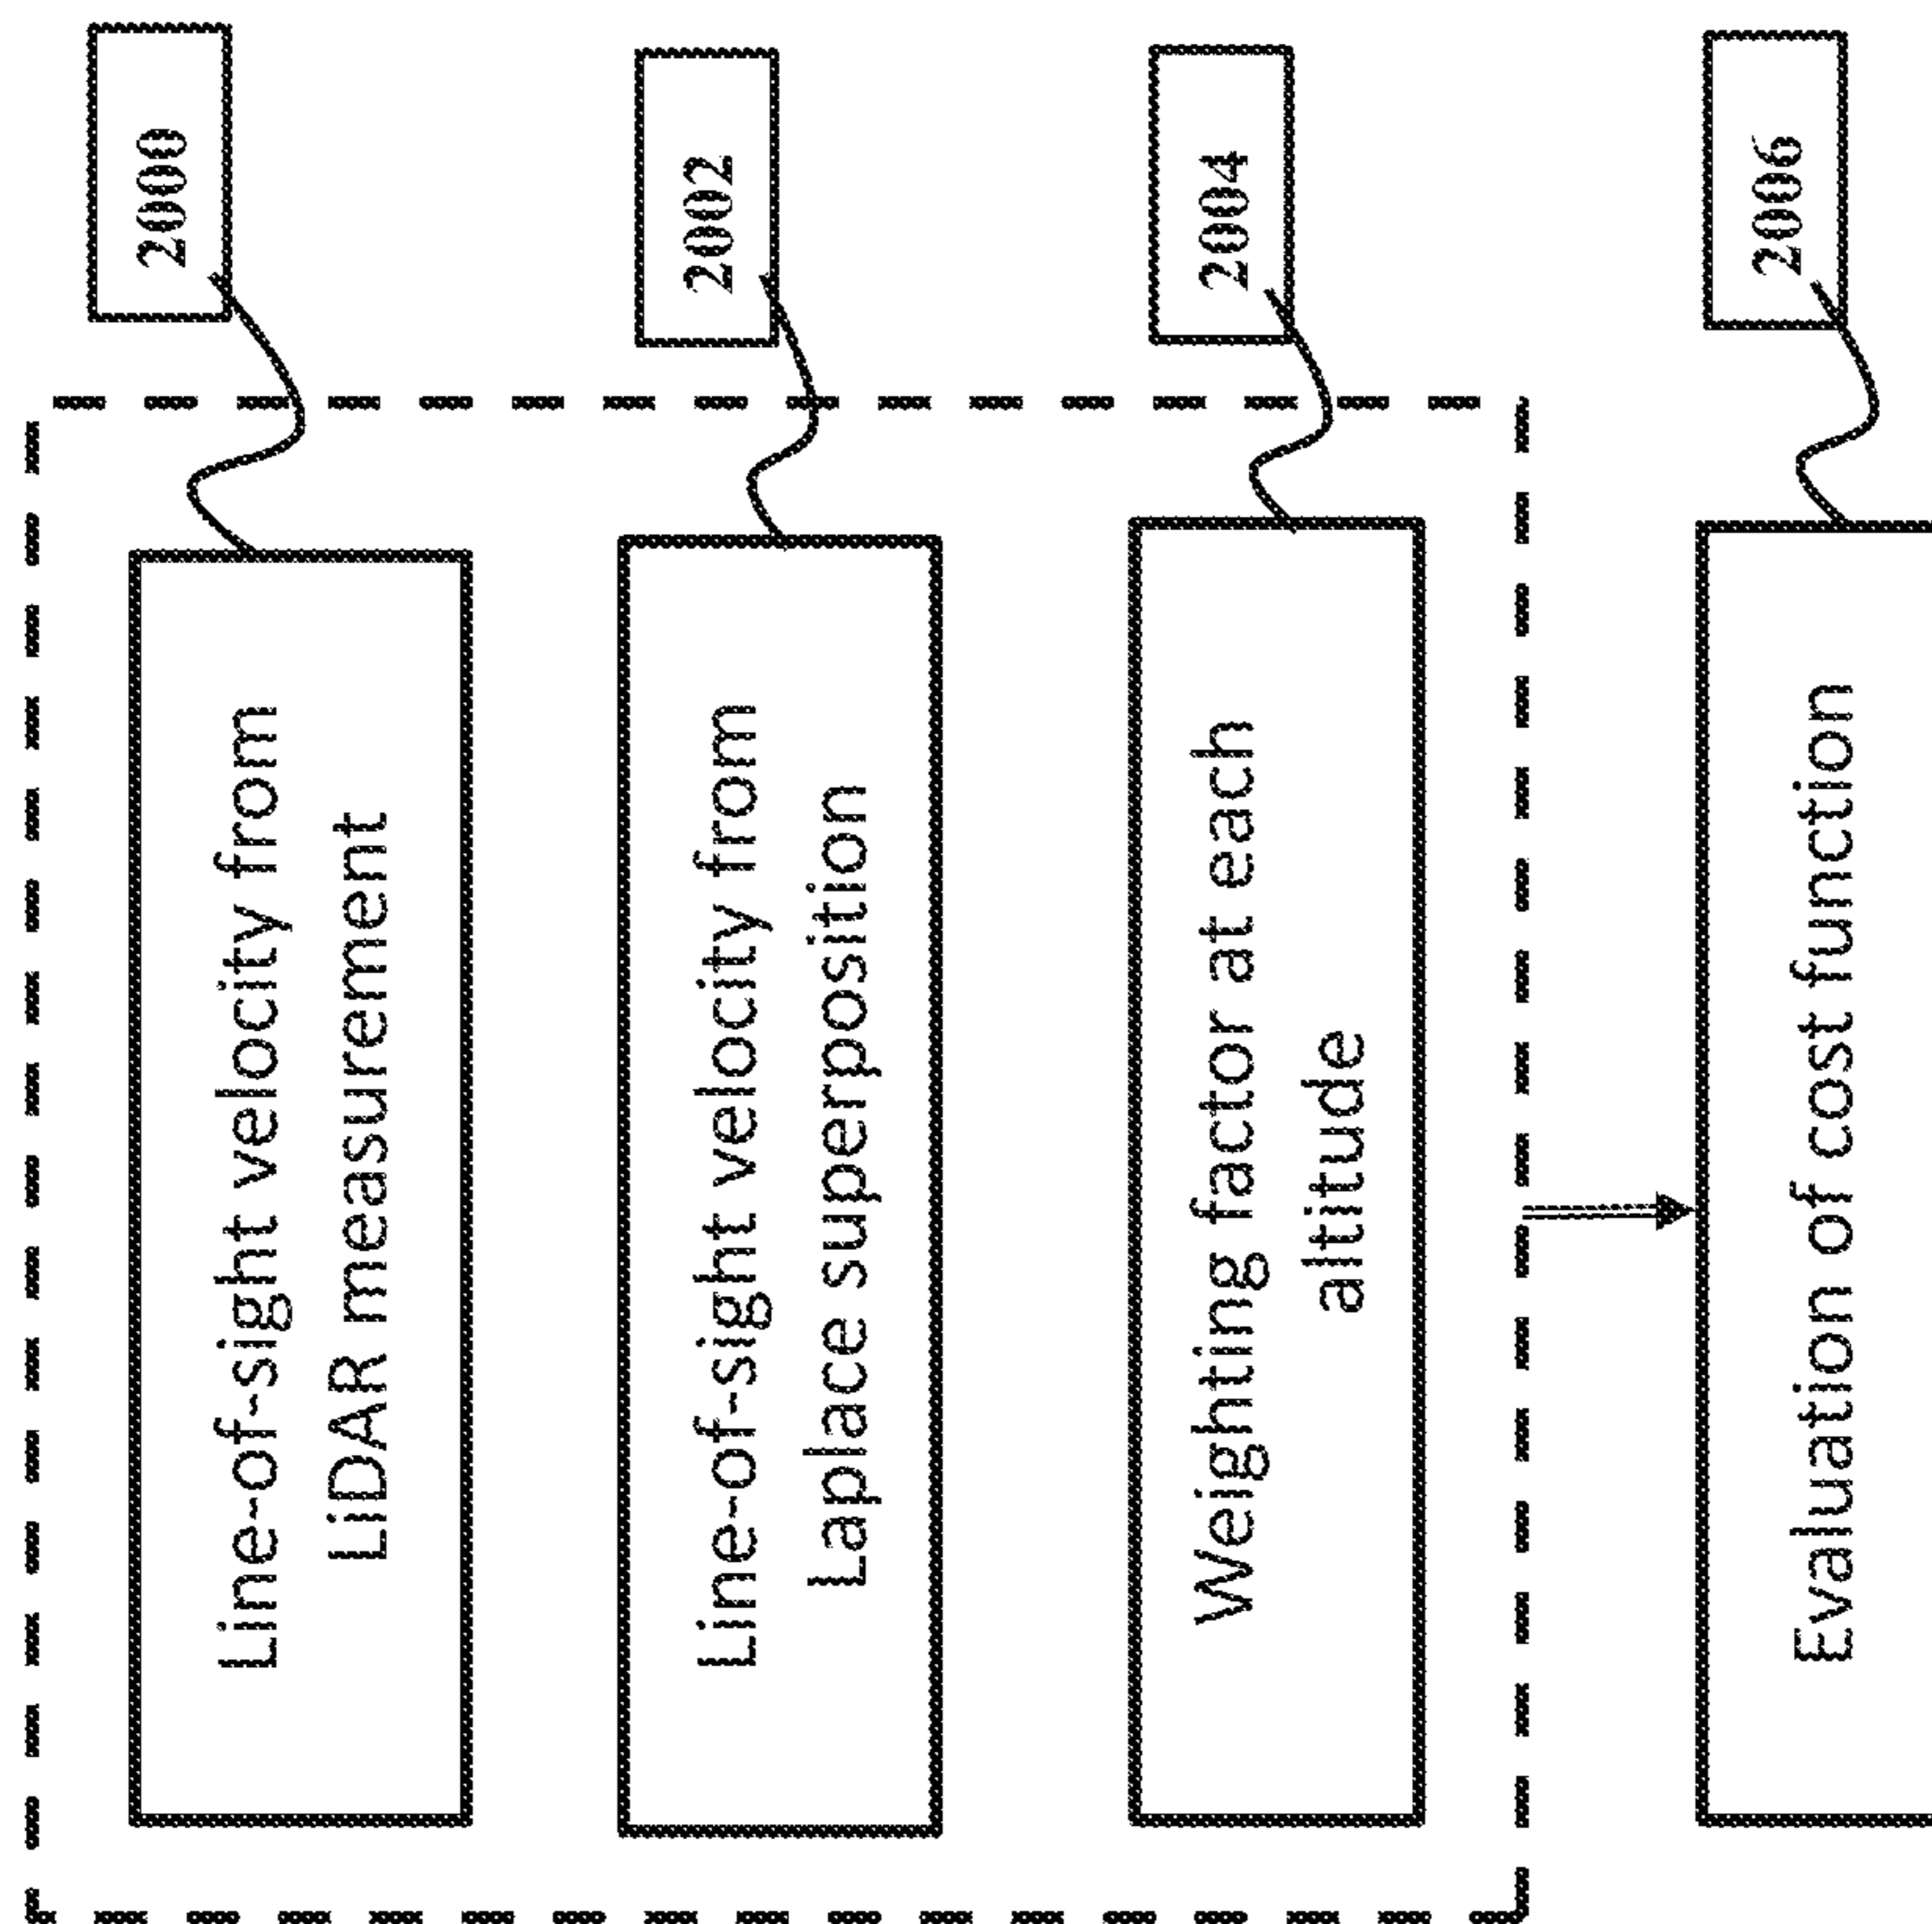 2000
Line-of-sight velocity from
LiDAR measurement
2002
Line-of-sight velocity from
Laplace superposition
2004
Weighting factor at each
altitude
2006
Evaluation of cost function